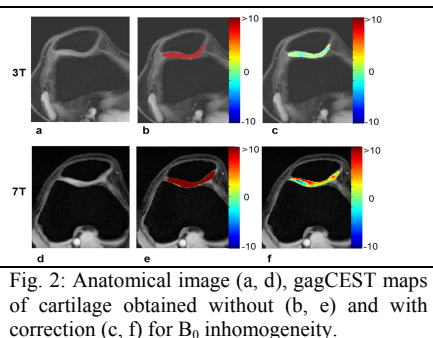 >10 >10
3T 0 0
a b c -10 -10
>10 >10
7T 0 0
d e f -10 -10
Fig. 2: Anatomical image (a, d), gagCEST maps
of cartilage obtained without (b, e) and with
correction (c, f) for B₀ inhomogeneity.